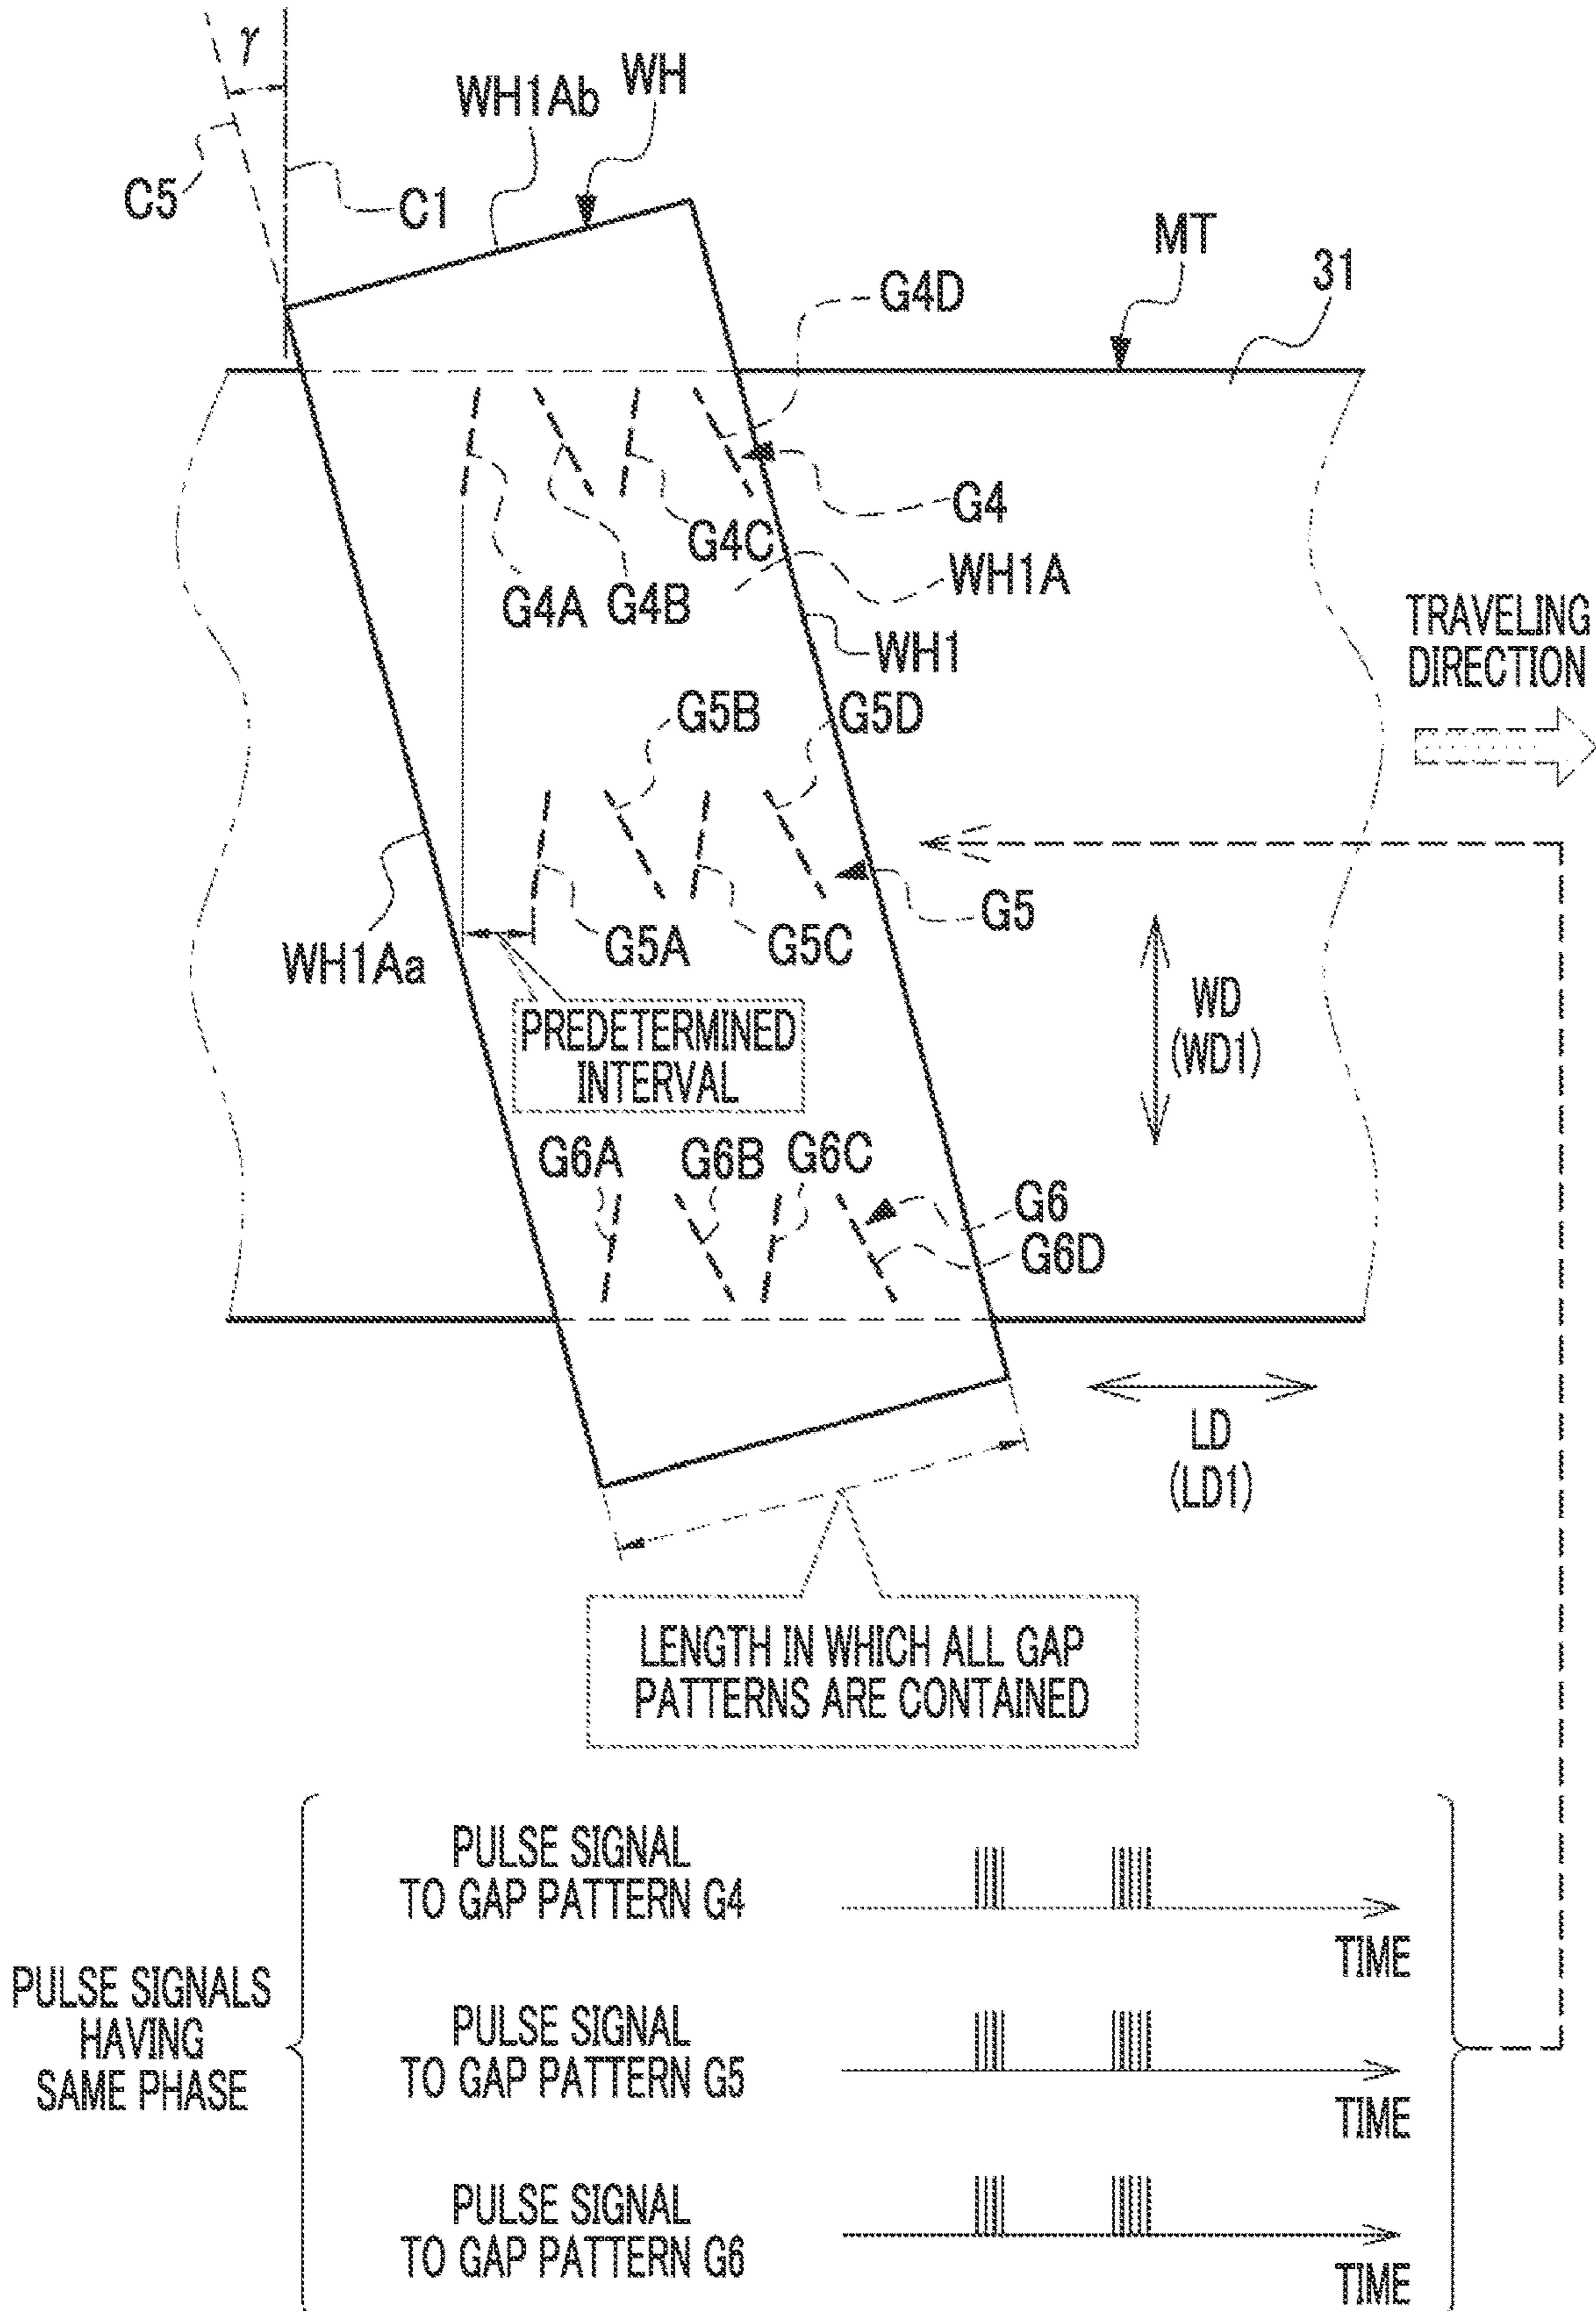 γ
WH
WH1Ab
C5
C1
MT
31
G4D
G4
G4C
WH1A
G4A
G4B
WH1
TRAVELING
DIRECTION
G5B
G5D
G5
G5A
G5C
WH1Aa
WD
(WD1)
PREDETERMINED
INTERVAL
G6A
G6B
G6C
G6
G6D
LD
(LD1)
LENGTH IN WHICH ALL GAP
PATTERNS ARE CONTAINED
PULSE SIGNALS
HAVING
SAME PHASE
PULSE SIGNAL
TO GAP PATTERN G4
TIME
PULSE SIGNAL
TO GAP PATTERN G5
TIME
PULSE SIGNAL
TO GAP PATTERN G6
TIME